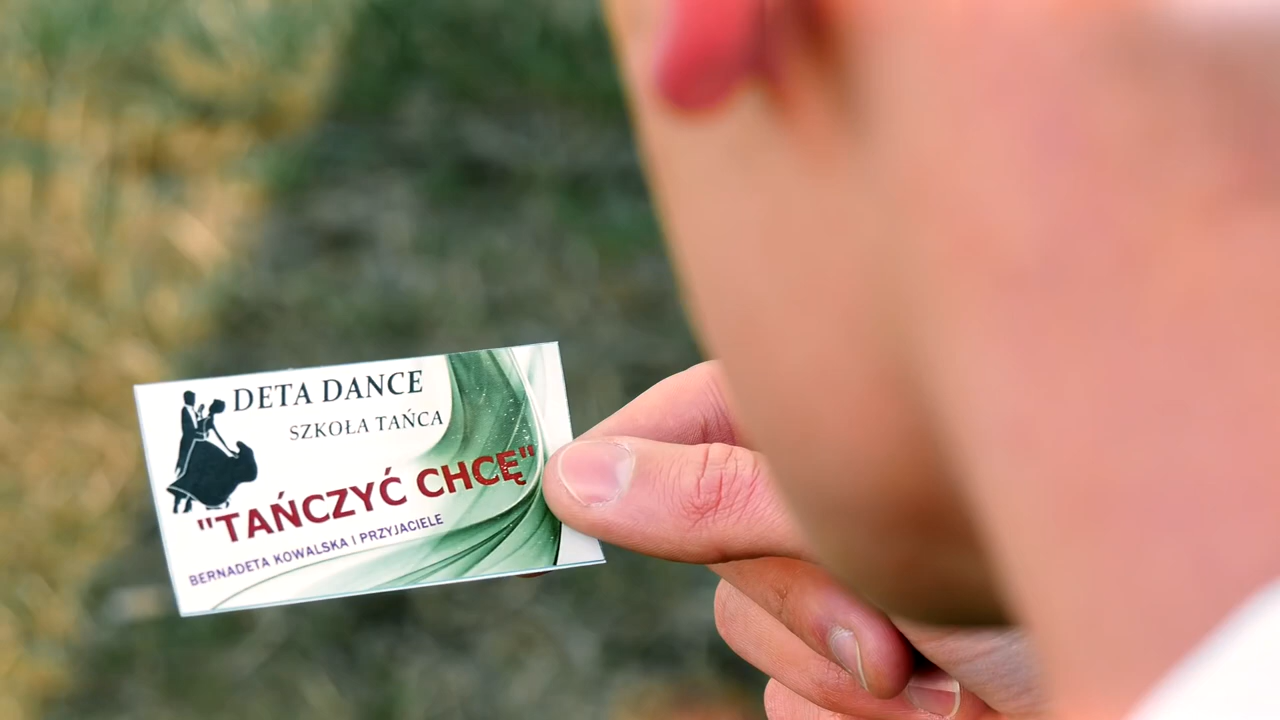 DETA DANCE
SZKOŁA TAŃCA
"TAŃCZYĆ CHCĘ"
BERNADETA KOWALSKA I PRZYJACIELE